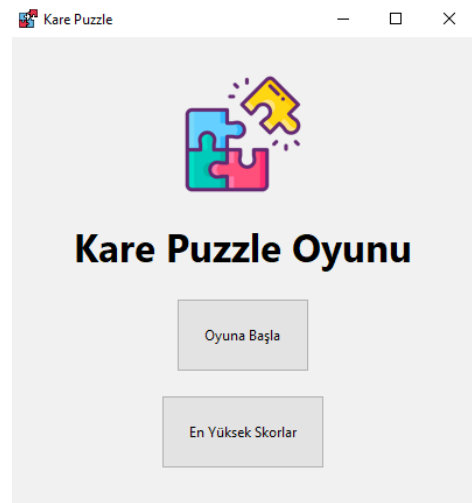 Kare Puzzle
Kare Puzzle Oyunu
Oyuna Başla
En Yüksek Skorlar